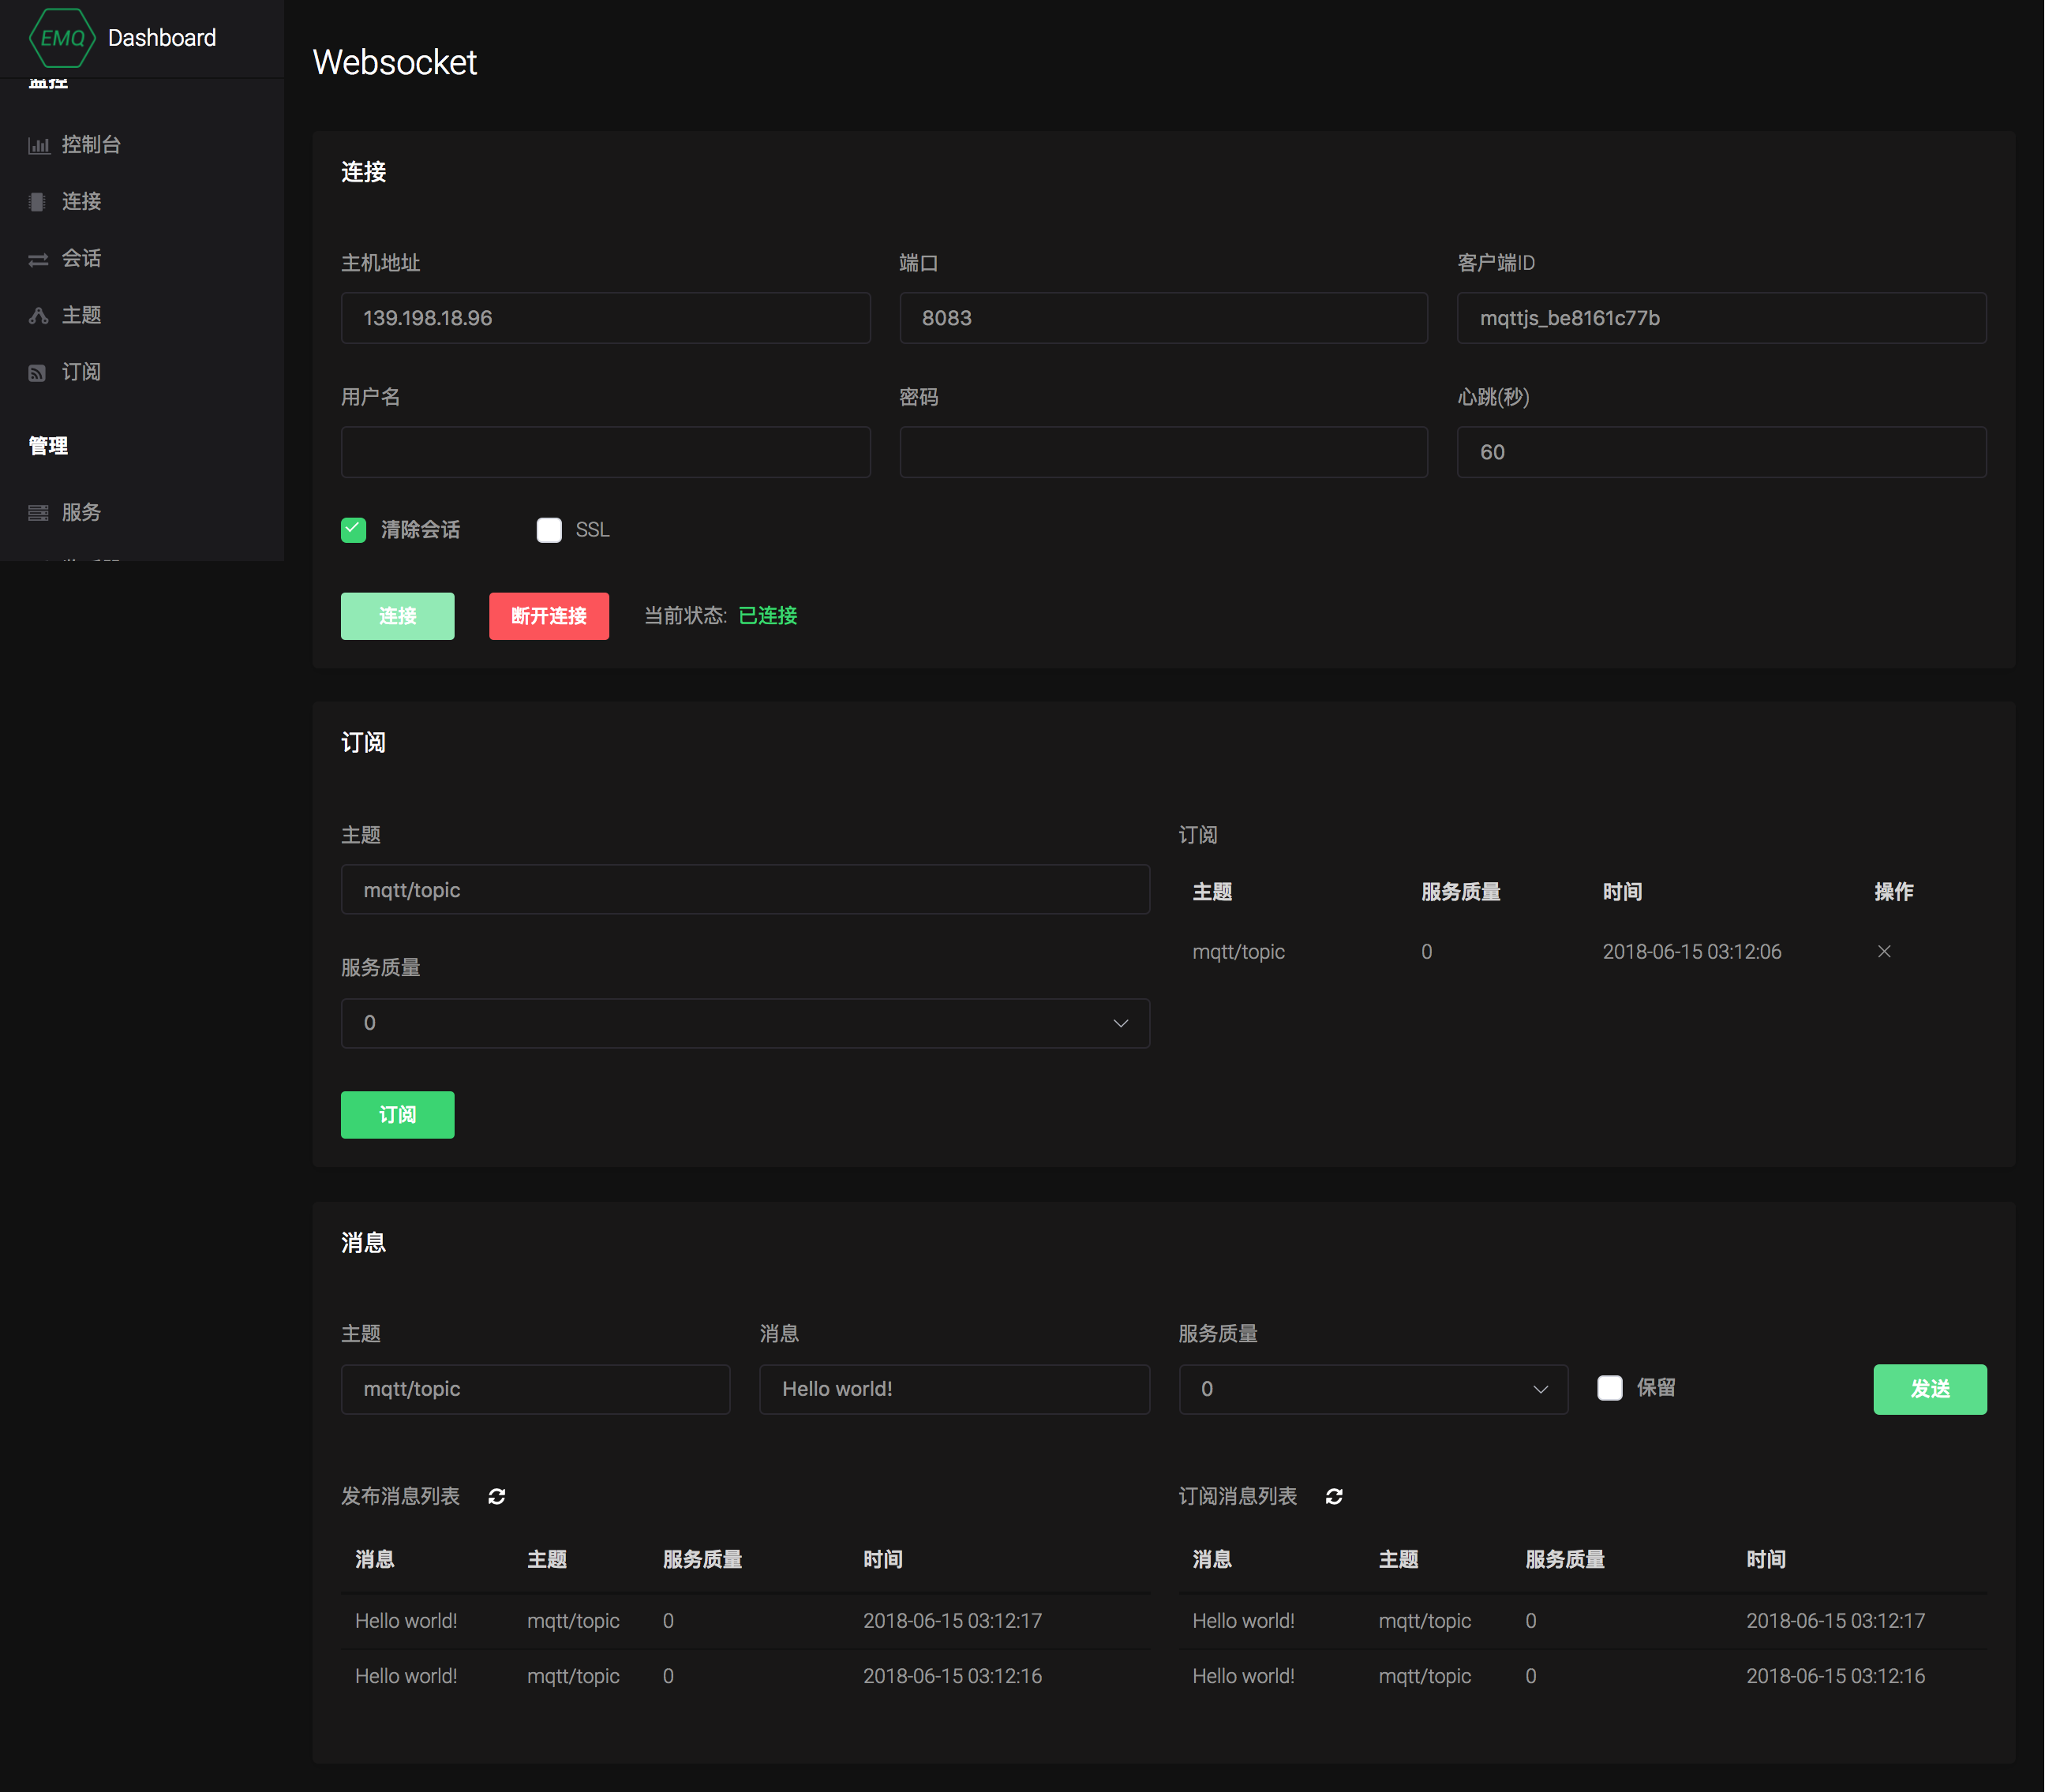 EMQ Dashboard
监控
控制台
连接
会话
主题
订阅
管理
服务
Websocket
连接
主机地址 端口 客户端ID
139.198.18.96 8083 mqttjs_be8161c77b
用户名 密码 心跳(秒)
60
清除会话 SSL
连接 断开连接 当前状态: 已连接
订阅
主题
mqtt/topic
服务质量
0
订阅
订阅
主题 服务质量 时间 操作
mqtt/topic 0 2018-06-15 03:12:06
消息
主题 消息 服务质量
mqtt/topic Hello world! 0 保留 发送
发布消息列表
消息 主题 服务质量 时间
Hello world! mqtt/topic 0 2018-06-15 03:12:17
Hello world! mqtt/topic 0 2018-06-15 03:12:16
订阅消息列表
消息 主题 服务质量 时间
Hello world! mqtt/topic 0 2018-06-15 03:12:17
Hello world! mqtt/topic 0 2018-06-15 03:12:16